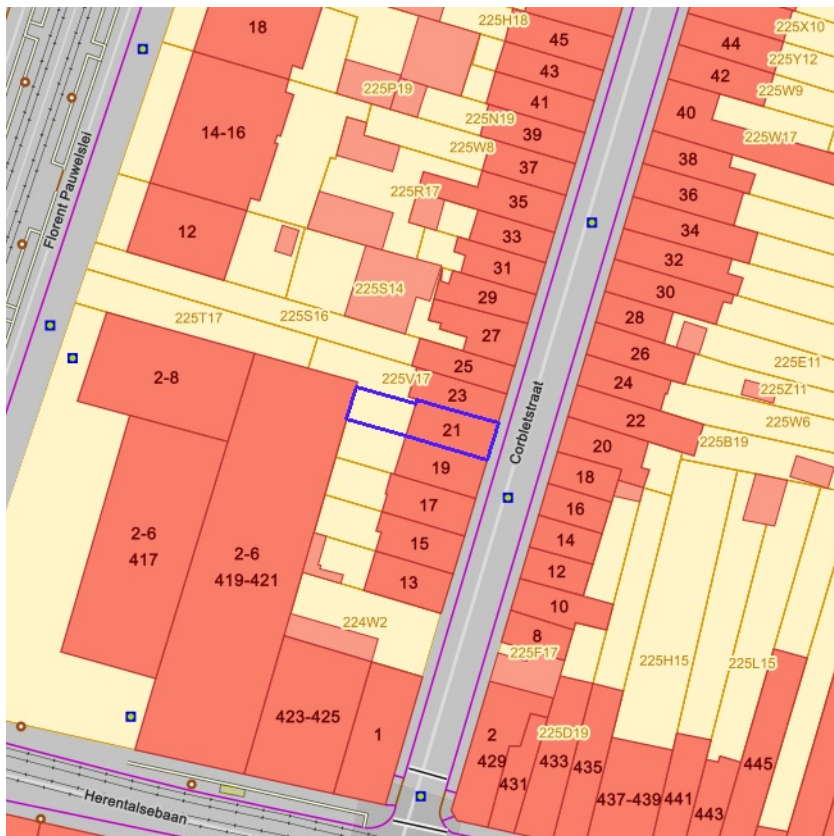 18
225H18
45
44
225X10
225Y12
43
42
225W9
225P19
41
40
14-16
225N19
39
225W17
225W8
37
38
Florent Pauwelslei
225R17
35
36
12
33
34
31
32
225S14
29
30
225T17
225S16
27
28
25
26
225E11
2-8
225V17
23
24
225Z11
Corbletstraat
21
22
225W6
225B19
20
19
18
17
16
2-6
417
2-6
419-421
15
14
13
12
10
224W2
8
225F17
225H15
225L15
423-425
1
2
429
225D19
431
433
435
445
437-439
441
443
Herentalsebaan